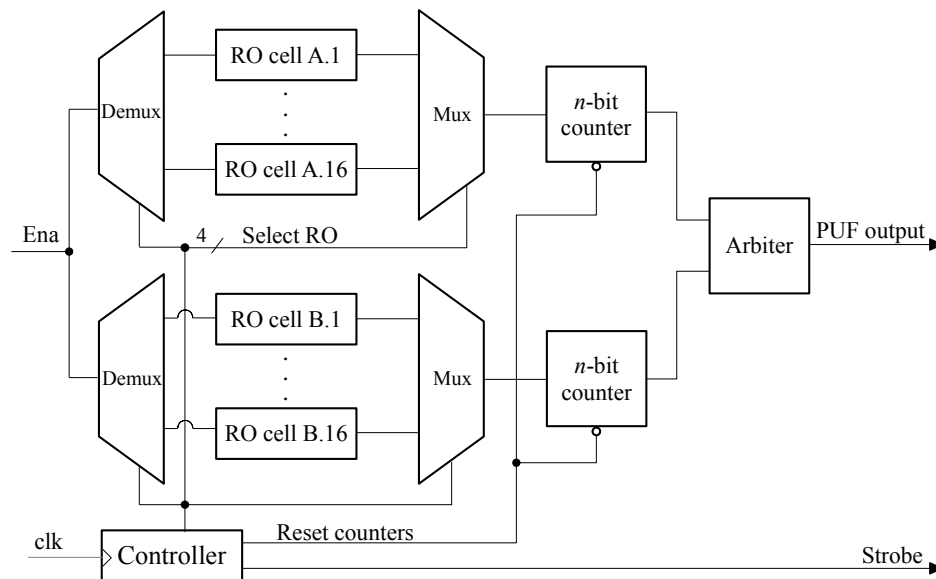 RO cell A.1
Demux
Mux
n-bit
counter
RO cell A.16
Ena
4
Select RO
PUF output
Arbiter
RO cell B.1
Demux
Mux
n-bit
counter
RO cell B.16
Reset counters
clk
Controller
Strobe